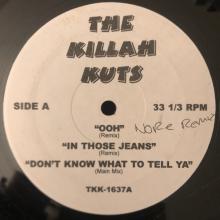 THE
KILLAH
KUTS
SIDE A
33 1/3 RPM
"OOH"
(Remix)
Nore Remix
"IN THOSE JEANS"
(Remix)
"DON'T KNOW WHAT TO TELL YA"
(Main Mix)
TKK-1637A